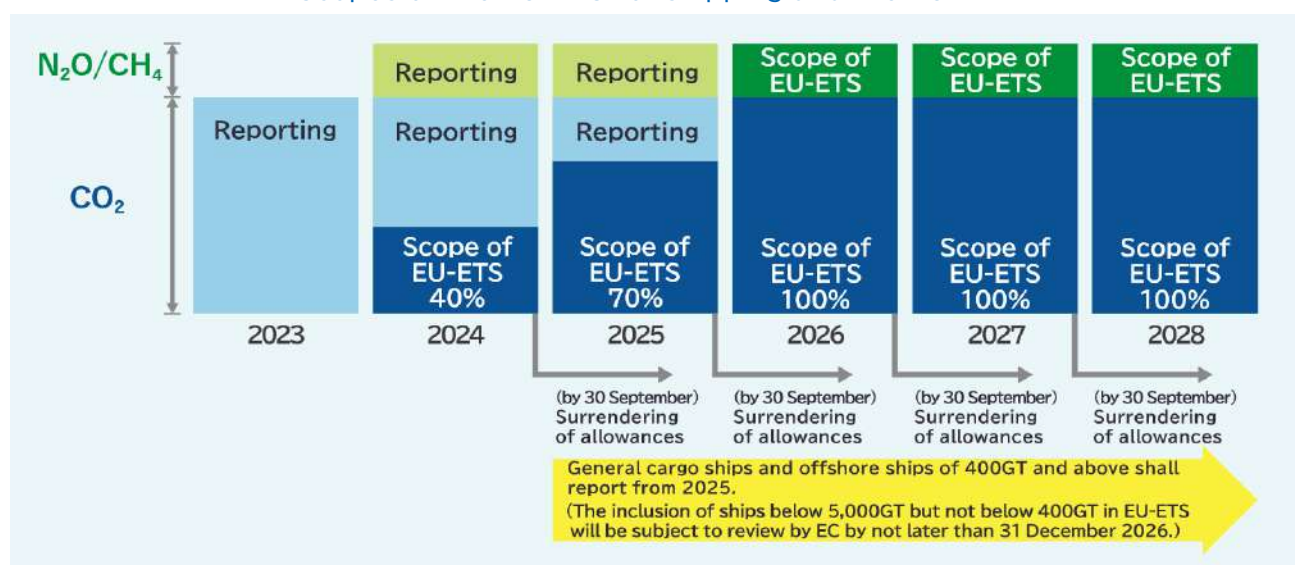 N₂O/CH₄
Reporting
Reporting
Scope of
EU-ETS
Scope of
EU-ETS
Scope of
EU-ETS
CO₂
Reporting
Reporting
Reporting
Scope of
EU-ETS
40%
Scope of
EU-ETS
70%
Scope of
EU-ETS
100%
Scope of
EU-ETS
100%
Scope of
EU-ETS
100%
2023
2024
2025
2026
2027
2028
(by 30 September)
Surrendering
of allowances
(by 30 September)
Surrendering
of allowances
(by 30 September)
Surrendering
of allowances
(by 30 September)
Surrendering
of allowances
General cargo ships and offshore ships of 400GT and above shall
report from 2025.
(The inclusion of ships below 5,000GT but not below 400GT in EU-ETS
will be subject to review by EC by not later than 31 December 2026.)